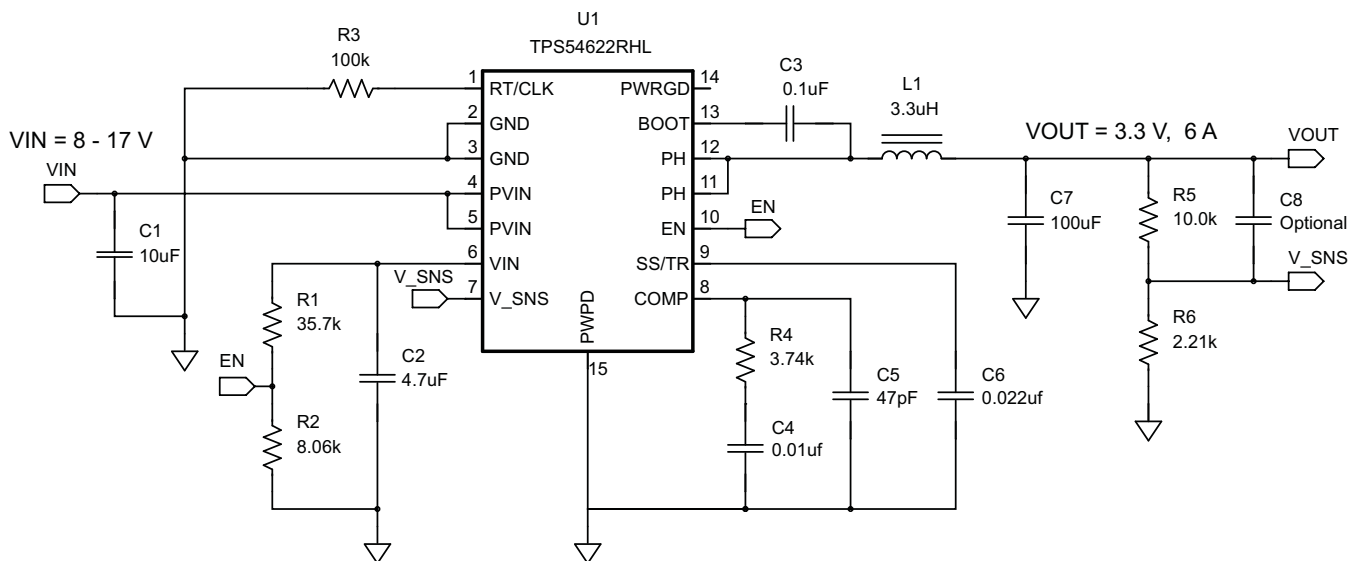 U1
TPS54622RHL
R3
100k
1
RT/CLK
PWRGD
14
C3
0.1uF
L1
3.3uH
2
GND
BOOT
13
VIN = 8 - 17 V
VOUT = 3.3 V, 6 A
VOUT
3
GND
PH
12
VIN
4
PVIN
PH
11
C1
10uF
5
PVIN
EN
10
EN
C7
100uF
R5
10.0k
C8
Optional
6
VIN
SS/TR
9
V_SNS
7
V_SNS
COMP
8
V_SNS
R1
35.7k
PWPD
15
R4
3.74k
R6
2.21k
EN
C2
4.7uF
C5
47pF
C6
0.022uf
R2
8.06k
C4
0.01uf